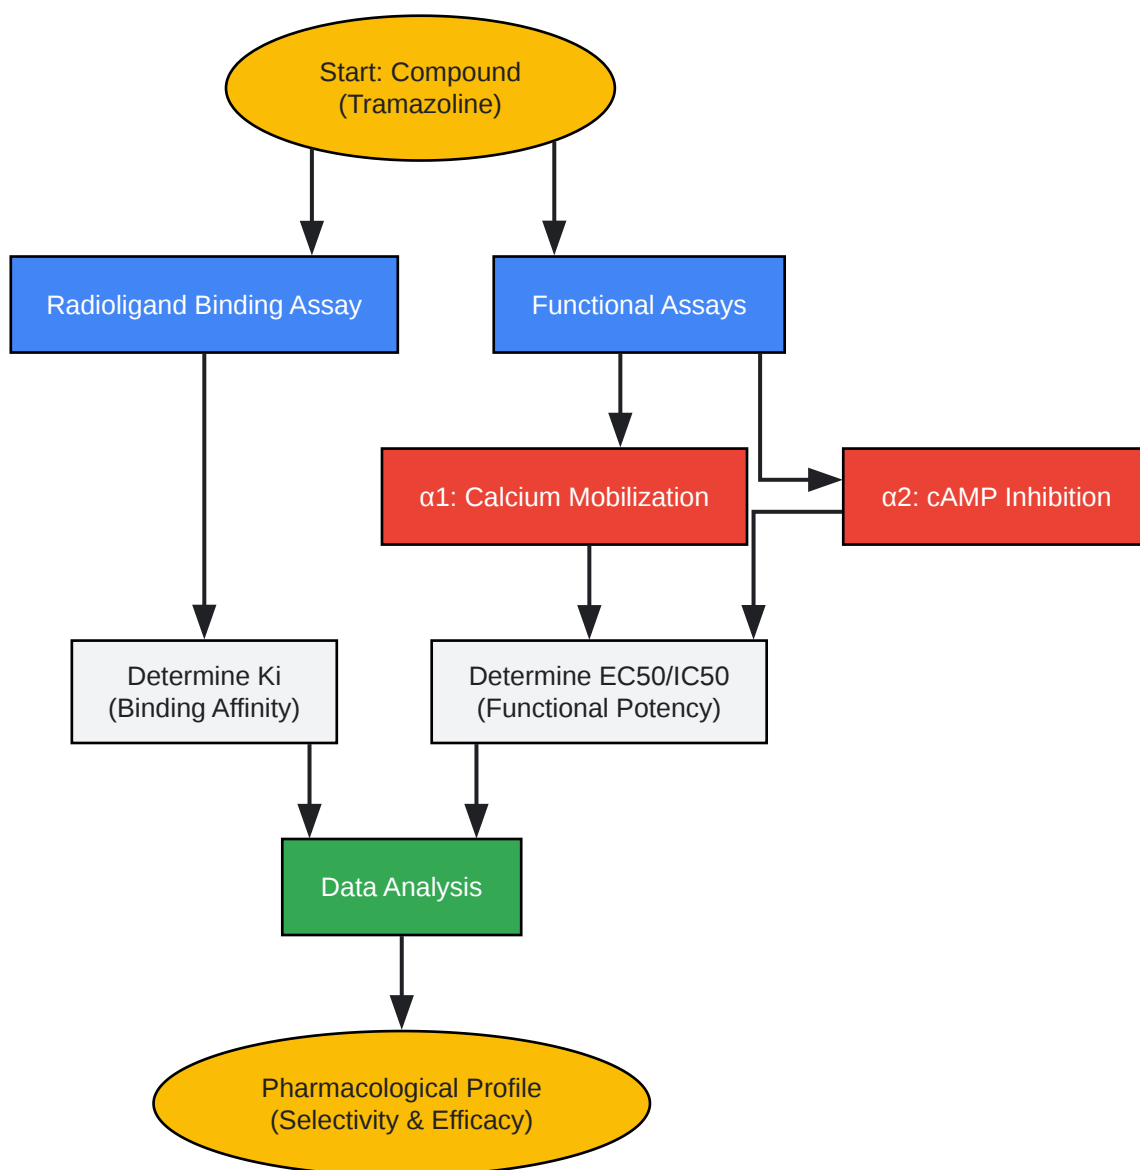 Start: Compound
(Tramazoline)
Radioligand Binding Assay
Functional Assays
α1: Calcium Mobilization
α2: cAMP Inhibition
Determine Ki
(Binding Affinity)
Determine EC50/IC50
(Functional Potency)
Data Analysis
Pharmacological Profile
(Selectivity & Efficacy)